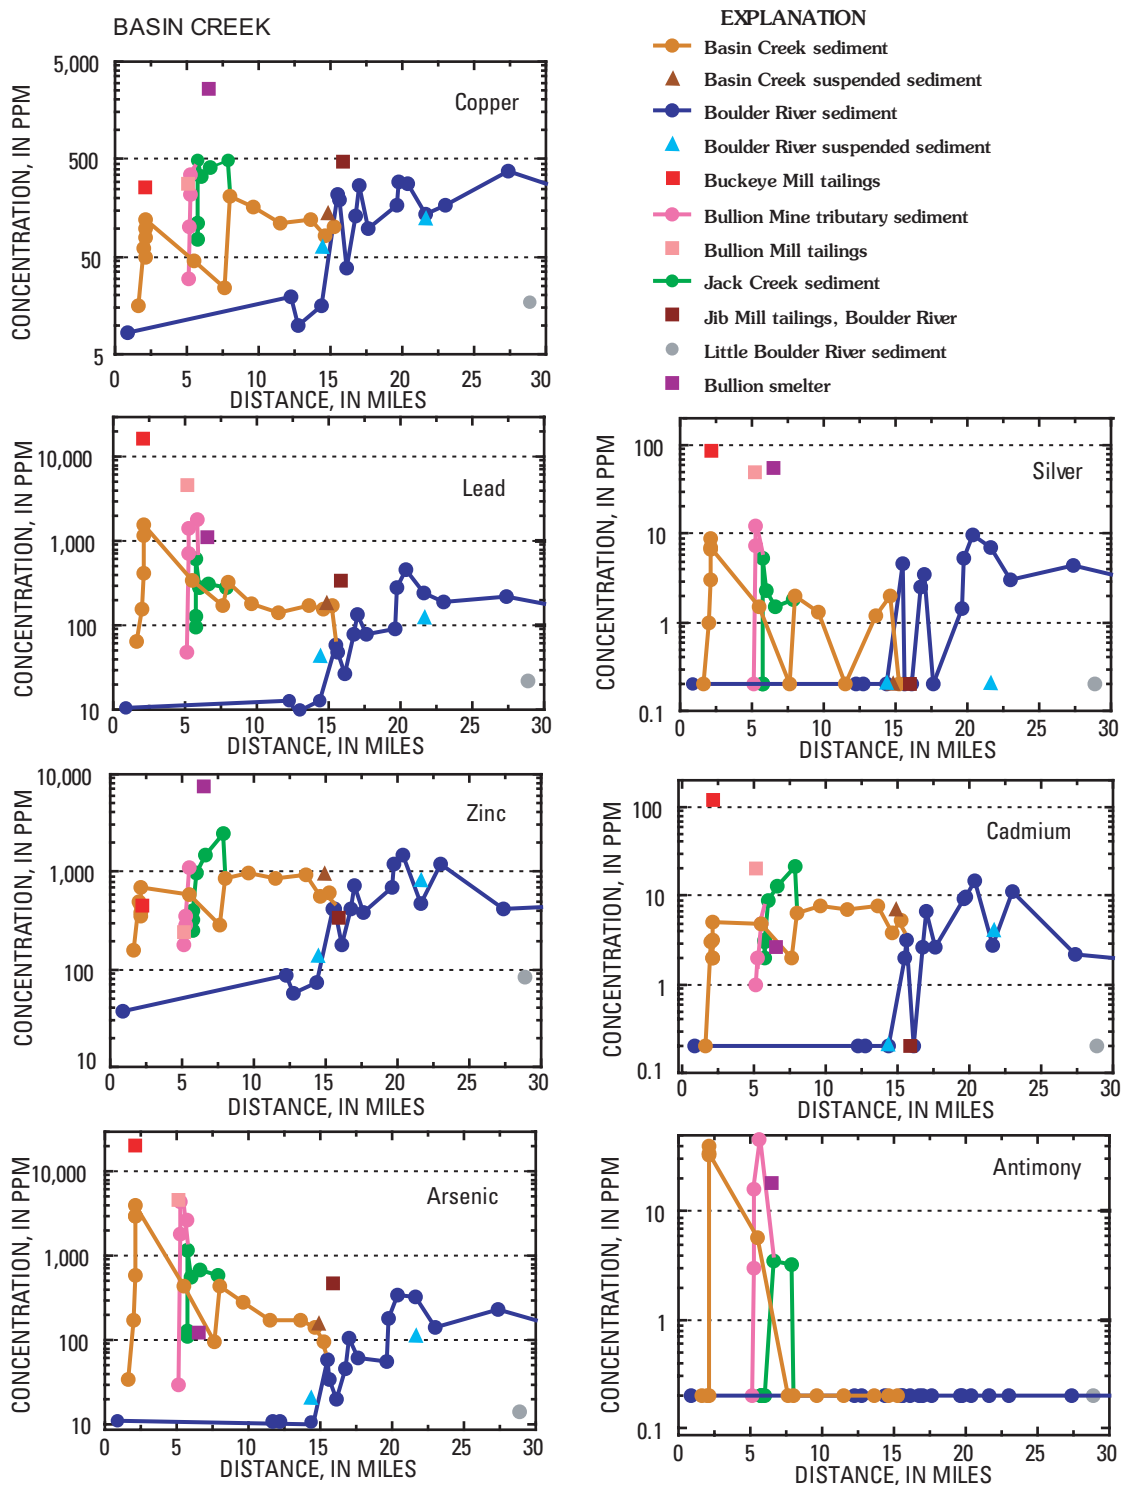 BASIN CREEK
5,000
500
50
5
CONCENTRATION, IN PPM
Copper
0 5 10 15 20 25 30
DISTANCE, IN MILES
EXPLANATION
Basin Creek sediment
Basin Creek suspended sediment
Boulder River sediment
Boulder River suspended sediment
Buckeye Mill tailings
Bullion Mine tributary sediment
Bullion Mill tailings
Jack Creek sediment
Jib Mill tailings, Boulder River
Little Boulder River sediment
Bullion smelter
10,000
1,000
100
10
CONCENTRATION, IN PPM
Lead
0 5 10 15 20 25 30
DISTANCE, IN MILES
100
10
1
0.1
CONCENTRATION, IN PPM
Silver
0 5 10 15 20 25 30
DISTANCE, IN MILES
10,000
1,000
100
10
CONCENTRATION, IN PPM
Zinc
0 5 10 15 20 25 30
DISTANCE, IN MILES
100
10
1
0.1
CONCENTRATION, IN PPM
Cadmium
0 5 10 15 20 25 30
DISTANCE, IN MILES
10,000
1,000
100
10
CONCENTRATION, IN PPM
Arsenic
0 5 10 15 20 25 30
DISTANCE, IN MILES
10
1
0.1
CONCENTRATION, IN PPM
Antimony
0 5 10 15 20 25 30
DISTANCE, IN MILES